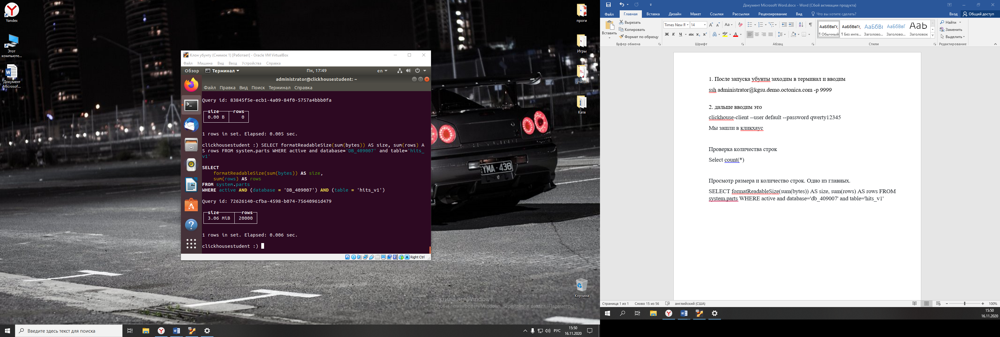 Yandex
Этот
компьюте...
Документ
Microsof...
проги
Игры
учеба
Катя
Корзина
YMA-438
SKYLINE
Клон убунту (Снимок 1) [Работает] - Oracle VM VirtualBox
Файл Машина Вид Ввод Устройства Справка
Обзор Терминал Пн, 17:49 en
administrator@clickhousestudent: ~
Файл Правка Вид Поиск Терминал Справка
Query id: 83845f5e-ecb1-4a09-84f0-5757a4bbb0fa
size rows
0.00 B 0
1 rows in set. Elapsed: 0.005 sec.
clickhousestudent :) SELECT formatReadableSize(sum(bytes)) AS size, sum(rows) A
S rows FROM system.parts WHERE active and database='DB_409007' and table='hits_
v1'
SELECT
formatReadableSize(sum(bytes)) AS size,
sum(rows) AS rows
FROM system.parts
WHERE active AND (database = 'DB_409007') AND (table = 'hits_v1')
Query id: 72626140-cfba-4598-b074-75640961d479
size rows
3.06 MiB 20000
1 rows in set. Elapsed: 0.006 sec.
clickhousestudent :)
Right Ctrl
Активация Windows
Чтобы активировать Windows, перейдите в раздел "Параметры".
Введите здесь текст для поиска
РУС
15:50
16.11.2020
Документ Microsoft Word.docx - Word (Сбой активации продукта)
Файл Главная Вставка Дизайн Макет Ссылки Рассылки Рецензирование Вид Что вы хотите сделать? Вход Общий доступ
Вставить
Вырезать
Копировать
Формат по образцу
Буфер обмена
Times New R 14
Ж К Ч abc x₂ x²
Шрифт
Абзац
АаБбВвГг, АаБбВвГг, АаБбВв АаБбВвГ АаЬ
¶ Обычный ¶ Без инте... Заголово... Заголово... Заголовок
Стили
Найти
Заменить
Выделить
Редактирование
1. После запуска убунты заходим в терминал и вводим
ssh administrator@kgsu.demo.octonica.com -p 9999
2. дальше вводим это
clickhouse-client --user default --password qwerty12345
Мы зашли в кликхаус
Проверка количества строк
Select count(*)
Просмотр размера и количество строк. Одно из главных.
SELECT formatReadableSize(sum(bytes)) AS size, sum(rows) AS rows FROM
system.parts WHERE active and database='db_409007' and table='hits_v1'
Страница 1 из 1 Слово 15 из 56 английский (США) 100%
15:50
16.11.2020